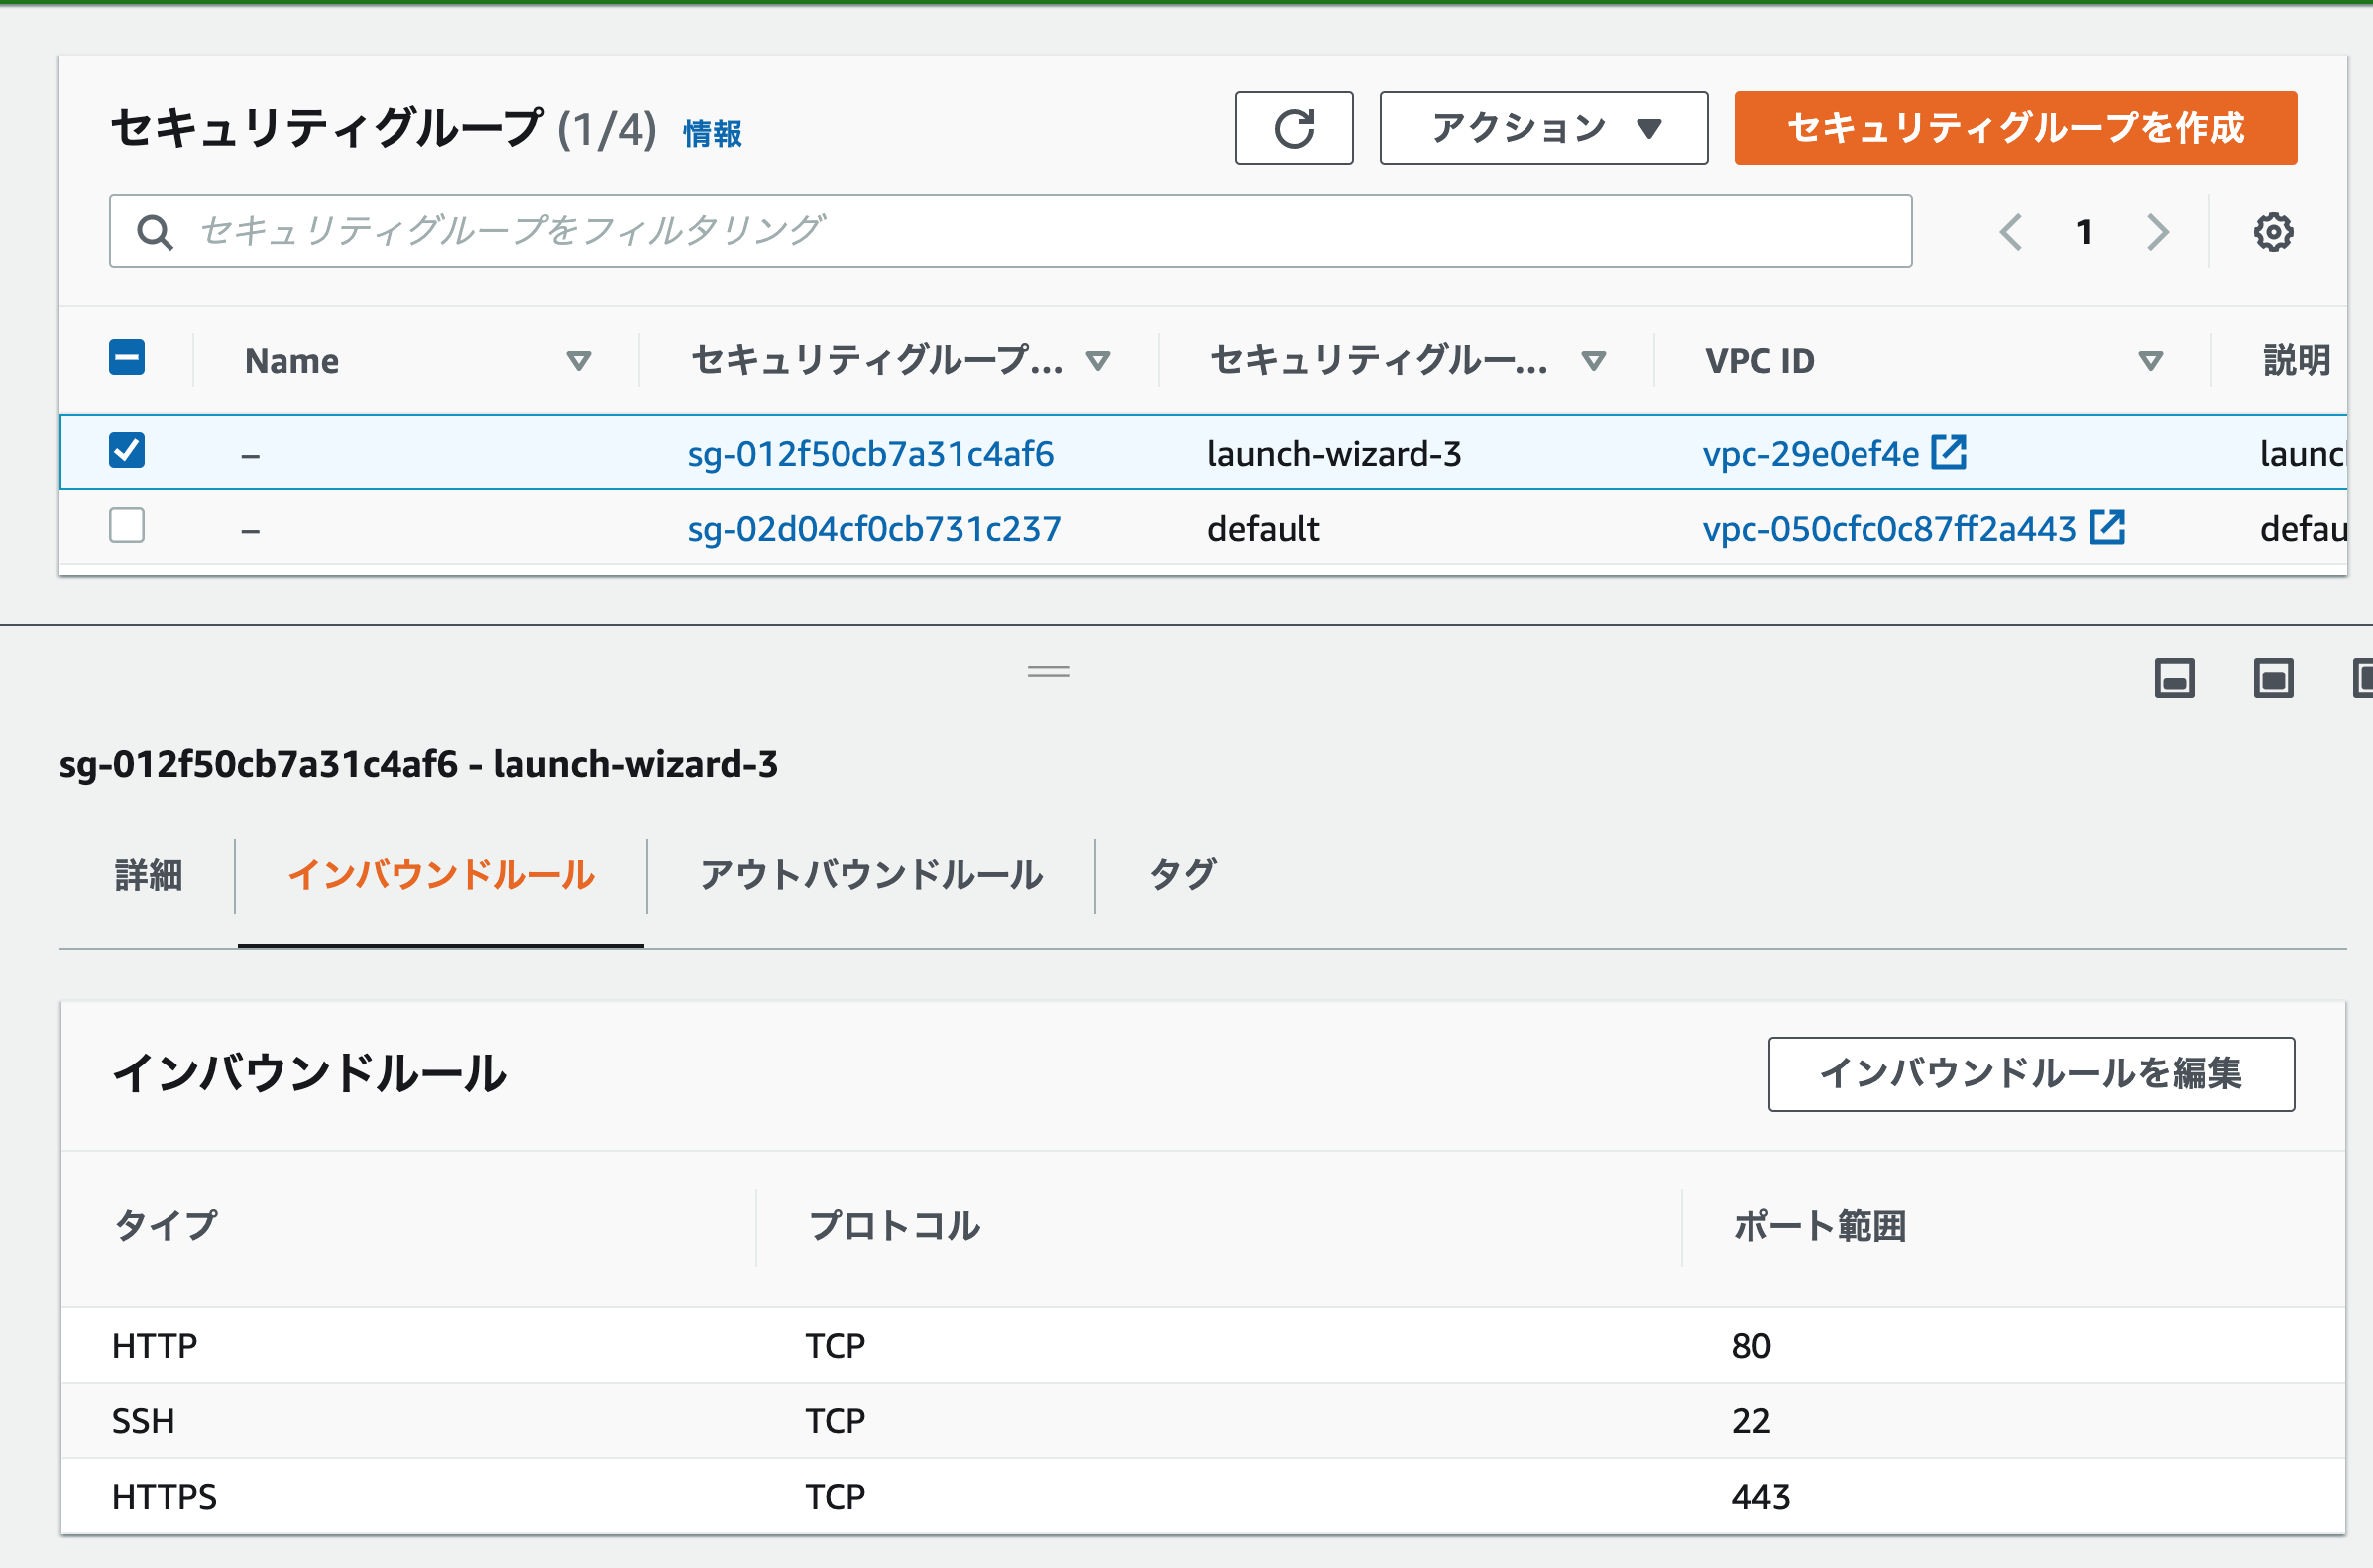 セキュリティグループ (1/4) 情報 アクション セキュリティグループを作成
セキュリティグループをフィルタリング 1
Name セキュリティグループ... セキュリティグルー... VPC ID 説明
– sg-012f50cb7a31c4af6 launch-wizard-3 vpc-29e0ef4e launc
– sg-02d04cf0cb731c237 default vpc-050cfc0c87ff2a443 defau
sg-012f50cb7a31c4af6 - launch-wizard-3
詳細 インバウンドルール アウトバウンドルール タグ
インバウンドルール インバウンドルールを編集
タイプ プロトコル ポート範囲
HTTP TCP 80
SSH TCP 22
HTTPS TCP 443